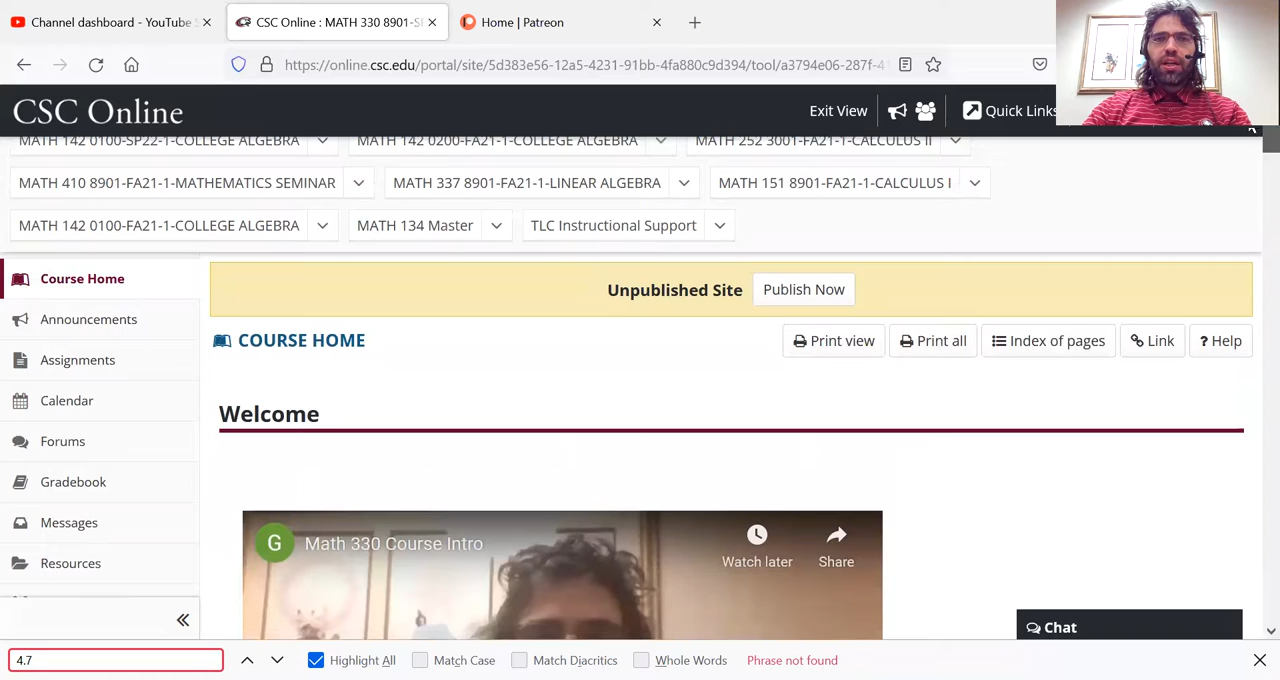 Channel dashboard - YouTube S
CSC Online : MATH 330 8901-S
Home | Patreon
https://online.csc.edu/portal/site/5d383e56-12a5-4231-91bb-4fa880c9d394/tool/a3794e06-287f-4
CSC Online
Exit View
Quick Links
MATH 142 0100-SP22-1-COLLEGE ALGEBRA
MATH 142 0200-FA21-1-COLLEGE ALGEBRA
MATH 252 3001-FA21-1-CALCULUS II
MATH 410 8901-FA21-1-MATHEMATICS SEMINAR
MATH 337 8901-FA21-1-LINEAR ALGEBRA
MATH 151 8901-FA21-1-CALCULUS I
MATH 142 0100-FA21-1-COLLEGE ALGEBRA
MATH 134 Master
TLC Instructional Support
Course Home
Unpublished Site
Publish Now
Announcements
COURSE HOME
Print view
Print all
Index of pages
Link
? Help
Assignments
Calendar
Welcome
Forums
Gradebook
Messages
Resources
G
Math 330 Course Intro
Watch later
Share
Chat
4.7
Highlight All
Match Case
Match Diacritics
Whole Words
Phrase not found